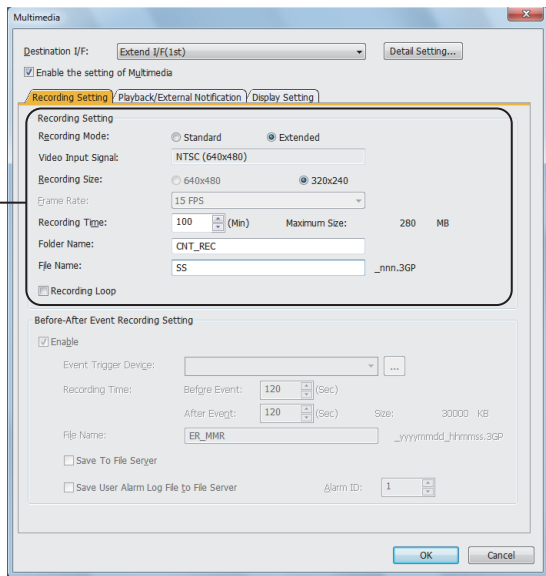 Multimedia
Destination I/F: Extend I/F(1st) Detail Setting...
Enable the setting of Multimedia
Recording Setting Playback/External Notification Display Setting
Recording Setting
Recording Mode: Standard Extended
Video Input Signal: NTSC (640x480)
Recording Size: 640x480 320x240
Frame Rate: 15 FPS
Recording Time: 100 (Min) Maximum Size: 280 MB
Folder Name: CNT_REC
File Name: SS _nnn.3GP
Recording Loop
Before-After Event Recording Setting
Enable
Event Trigger Device: ...
Recording Time: Before Event: 120 (Sec)
After Event: 120 (Sec) Size: 30000 KB
File Name: ER_MMR _yyyymmdd_hhmmss.3GP
Save To File Server
Save User Alarm Log File to File Server Alarm ID: 1
OK Cancel